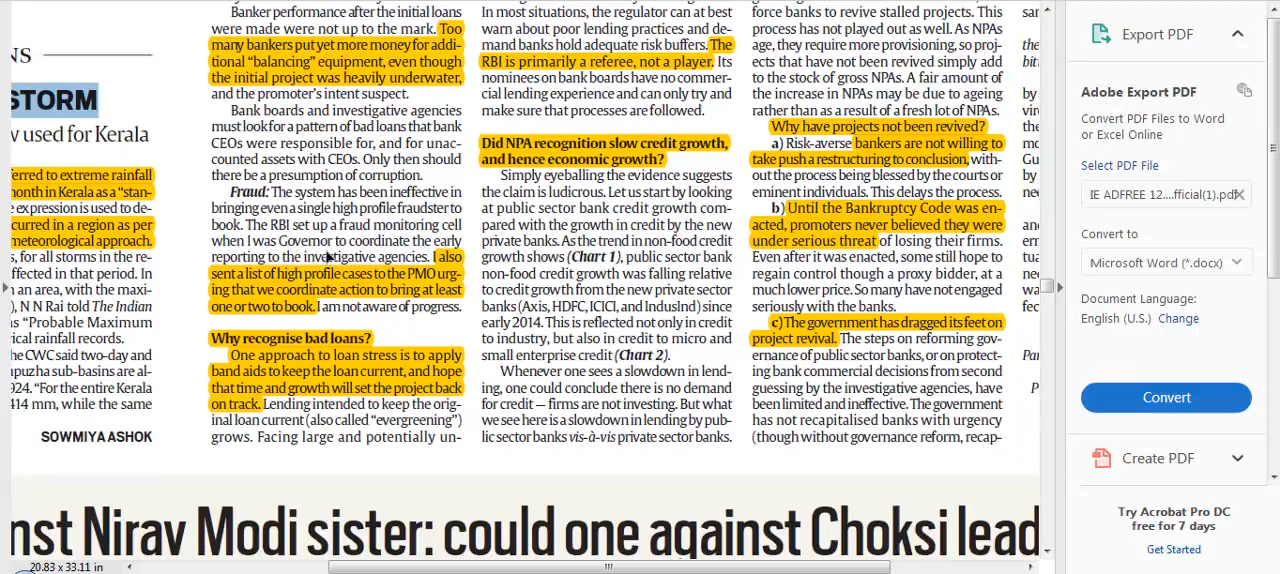 NS
STORM
w used for Kerala
ferred to extreme rainfall
month in Kerala as a “stan-
e expression is used to de-
curred in a region as per
meteorological approach.
s, for all storms in the re-
ffected in that period. In
an area, with the maxi-
), N N Rai told The Indian
s “Probable Maximum
ical rainfall records.
he CWC said two-day and
puzha sub-basins are al-
924. “For the entire Kerala
414 mm, while the same
SOWMIYA ASHOK
Banker performance after the initial loans
were made were not up to the mark. Too
many bankers put yet more money for addi-
tional “balancing” equipment, even though
the initial project was heavily underwater,
and the promoter’s intent suspect.
Bank boards and investigative agencies
must look for a pattern of bad loans that bank
CEOs were responsible for, and for unac-
counted assets with CEOs. Only then should
there be a presumption of corruption.
Fraud: The system has been ineffective in
bringing even a single high profile fraudster to
book. The RBI set up a fraud monitoring cell
when I was Governor to coordinate the early
reporting to the investigative agencies. I also
sent a list of high profile cases to the PMO urg-
ing that we coordinate action to bring at least
one or two to book. I am not aware of progress.
Why recognise bad loans?
One approach to loan stress is to apply
band aids to keep the loan current, and hope
that time and growth will set the project back
on track. Lending intended to keep the orig-
inal loan current (also called “evergreening”)
grows. Facing large and potentially un-
In most situations, the regulator can at best
warn about poor lending practices and de-
mand banks hold adequate risk buffers. The
RBI is primarily a referee, not a player. Its
nominees on bank boards have no commer-
cial lending experience and can only try and
make sure that processes are followed.
Did NPA recognition slow credit growth,
and hence economic growth?
Simply eyeballing the evidence suggests
the claim is ludicrous. Let us start by looking
at public sector bank credit growth com-
pared with the growth in credit by the new
private banks. As the trend in non-food credit
growth shows (Chart 1), public sector bank
non-food credit growth was falling relative
to credit growth from the new private sector
banks (Axis, HDFC, ICICI, and IndusInd) since
early 2014. This is reflected not only in credit
to industry, but also in credit to micro and
small enterprise credit (Chart 2).
Whenever one sees a slowdown in lend-
ing, one could conclude there is no demand
for credit — firms are not investing. But what
we see here is a slowdown in lending by pub-
lic sector banks vis-à-vis private sector banks.
force banks to revive stalled projects. This
process has not played out as well. As NPAs
age, they require more provisioning, so proj-
ects that have not been revived simply add
to the stock of gross NPAs. A fair amount of
the increase in NPAs may be due to ageing
rather than as a result of a fresh lot of NPAs.
Why have projects not been revived?
a) Risk-averse bankers are not willing to
take push a restructuring to conclusion, with-
out the process being blessed by the courts or
eminent individuals. This delays the process.
b) Until the Bankruptcy Code was en-
acted, promoters never believed they were
under serious threat of losing their firms.
Even after it was enacted, some still hope to
regain control though a proxy bidder, at a
much lower price. So many have not engaged
seriously with the banks.
c) The government has dragged its feet on
project revival. The steps on reforming gov-
ernance of public sector banks, or on protect-
ing bank commercial decisions from second
guessing by the investigative agencies, have
been limited and ineffective. The government
has not recapitalised banks with urgency
(though without governance reform, recap-
nst Nirav Modi sister: could one against Choksi lead
20.83 x 33.11 in
Export PDF
Adobe Export PDF
Convert PDF Files to Word
or Excel Online
Select PDF File
IE ADFREE 12....fficial(1).pdf
Convert to
Microsoft Word (*.docx)
Document Language:
English (U.S.) Change
Convert
Create PDF
Try Acrobat Pro DC
free for 7 days
Get Started